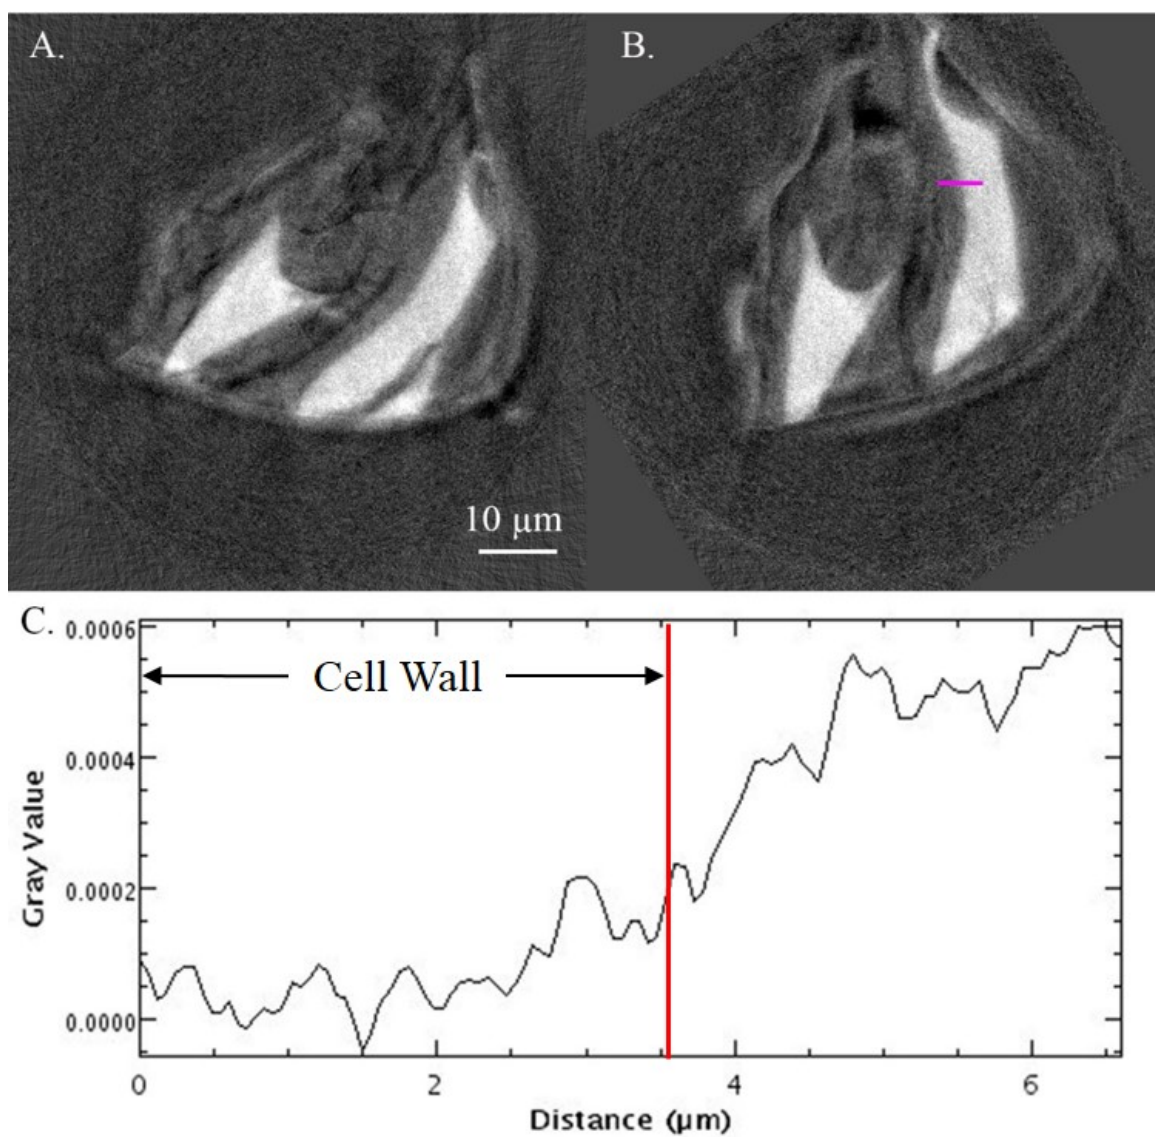 A.
B.
10 µm
C.
0.0006
Cell Wall
0.0004
0.0002
0.0000
Gray Value
0 2 4 6
Distance (µm)